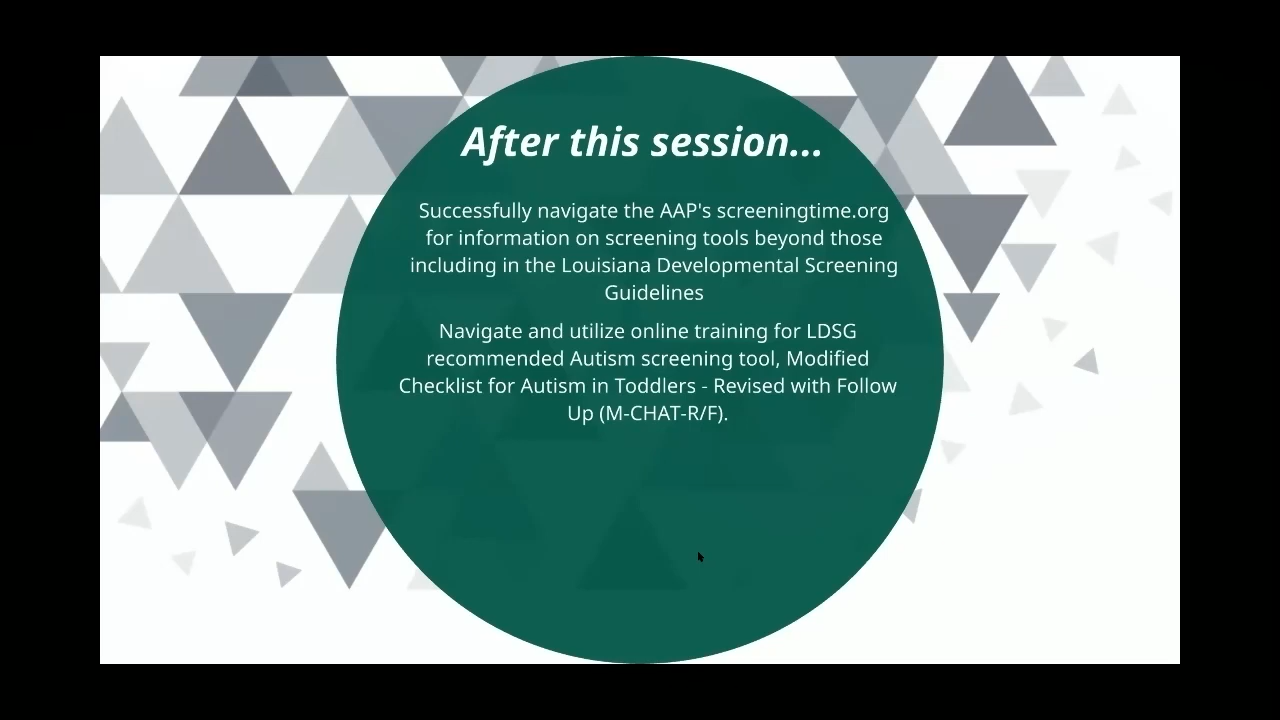 After this session...
Successfully navigate the AAP's screeningtime.org
for information on screening tools beyond those
including in the Louisiana Developmental Screening
Guidelines
Navigate and utilize online training for LDSG
recommended Autism screening tool, Modified
Checklist for Autism in Toddlers - Revised with Follow
Up (M-CHAT-R/F).